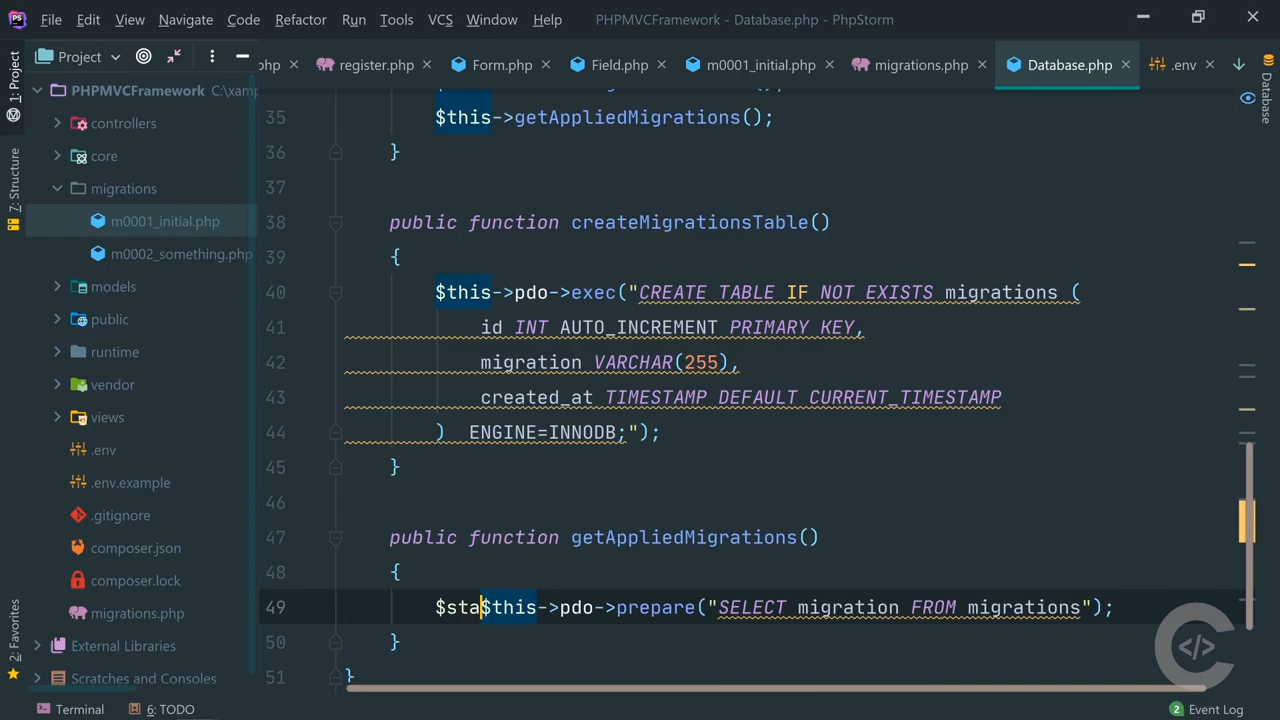 File Edit View Navigate Code Refactor Run Tools VCS Window Help PHPMVCFramework - Database.php - PhpStorm
Project
php register.php Form.php Field.php m0001_initial.php migrations.php Database.php .env
1: Project
7: Structure
2: Favorites
Database
PHPMVCFramework C:\xamp
controllers
core
migrations
m0001_initial.php
m0002_something.php
models
public
runtime
vendor
views
.env
.env.example
.gitignore
composer.json
composer.lock
migrations.php
External Libraries
Scratches and Consoles
35 $this->getAppliedMigrations();
36 }
37
38 public function createMigrationsTable()
39 {
40 $this->pdo->exec("CREATE TABLE IF NOT EXISTS migrations (
41 id INT AUTO_INCREMENT PRIMARY KEY,
42 migration VARCHAR(255),
43 created_at TIMESTAMP DEFAULT CURRENT_TIMESTAMP
44 ) ENGINE=INNODB;");
45 }
46
47 public function getAppliedMigrations()
48 {
49 $sta$this->pdo->prepare("SELECT migration FROM migrations");
50 }
51 }
Terminal 6: TODO 2 Event Log